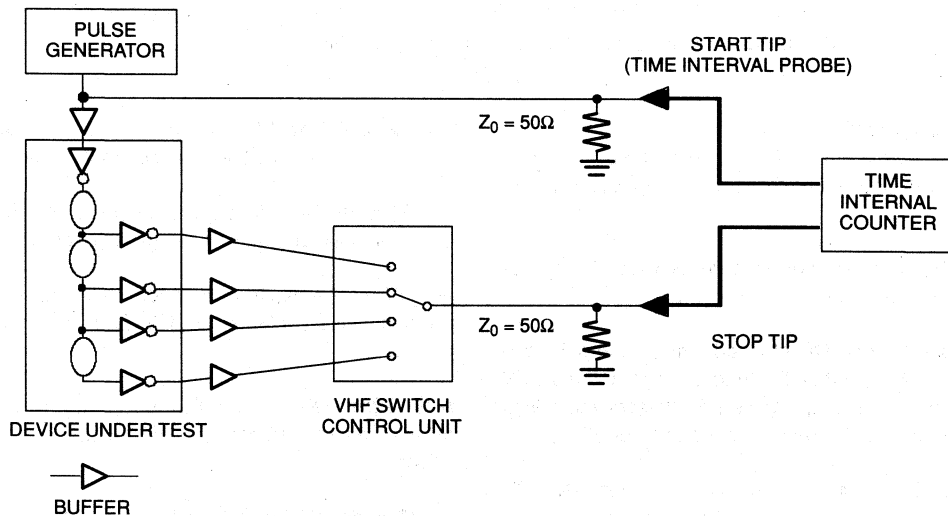 PULSE
GENERATOR
START TIP
(TIME INTERVAL PROBE)
Z₀ = 50Ω
TIME
INTERNAL
COUNTER
Z₀ = 50Ω
STOP TIP
VHF SWITCH
CONTROL UNIT
DEVICE UNDER TEST
BUFFER